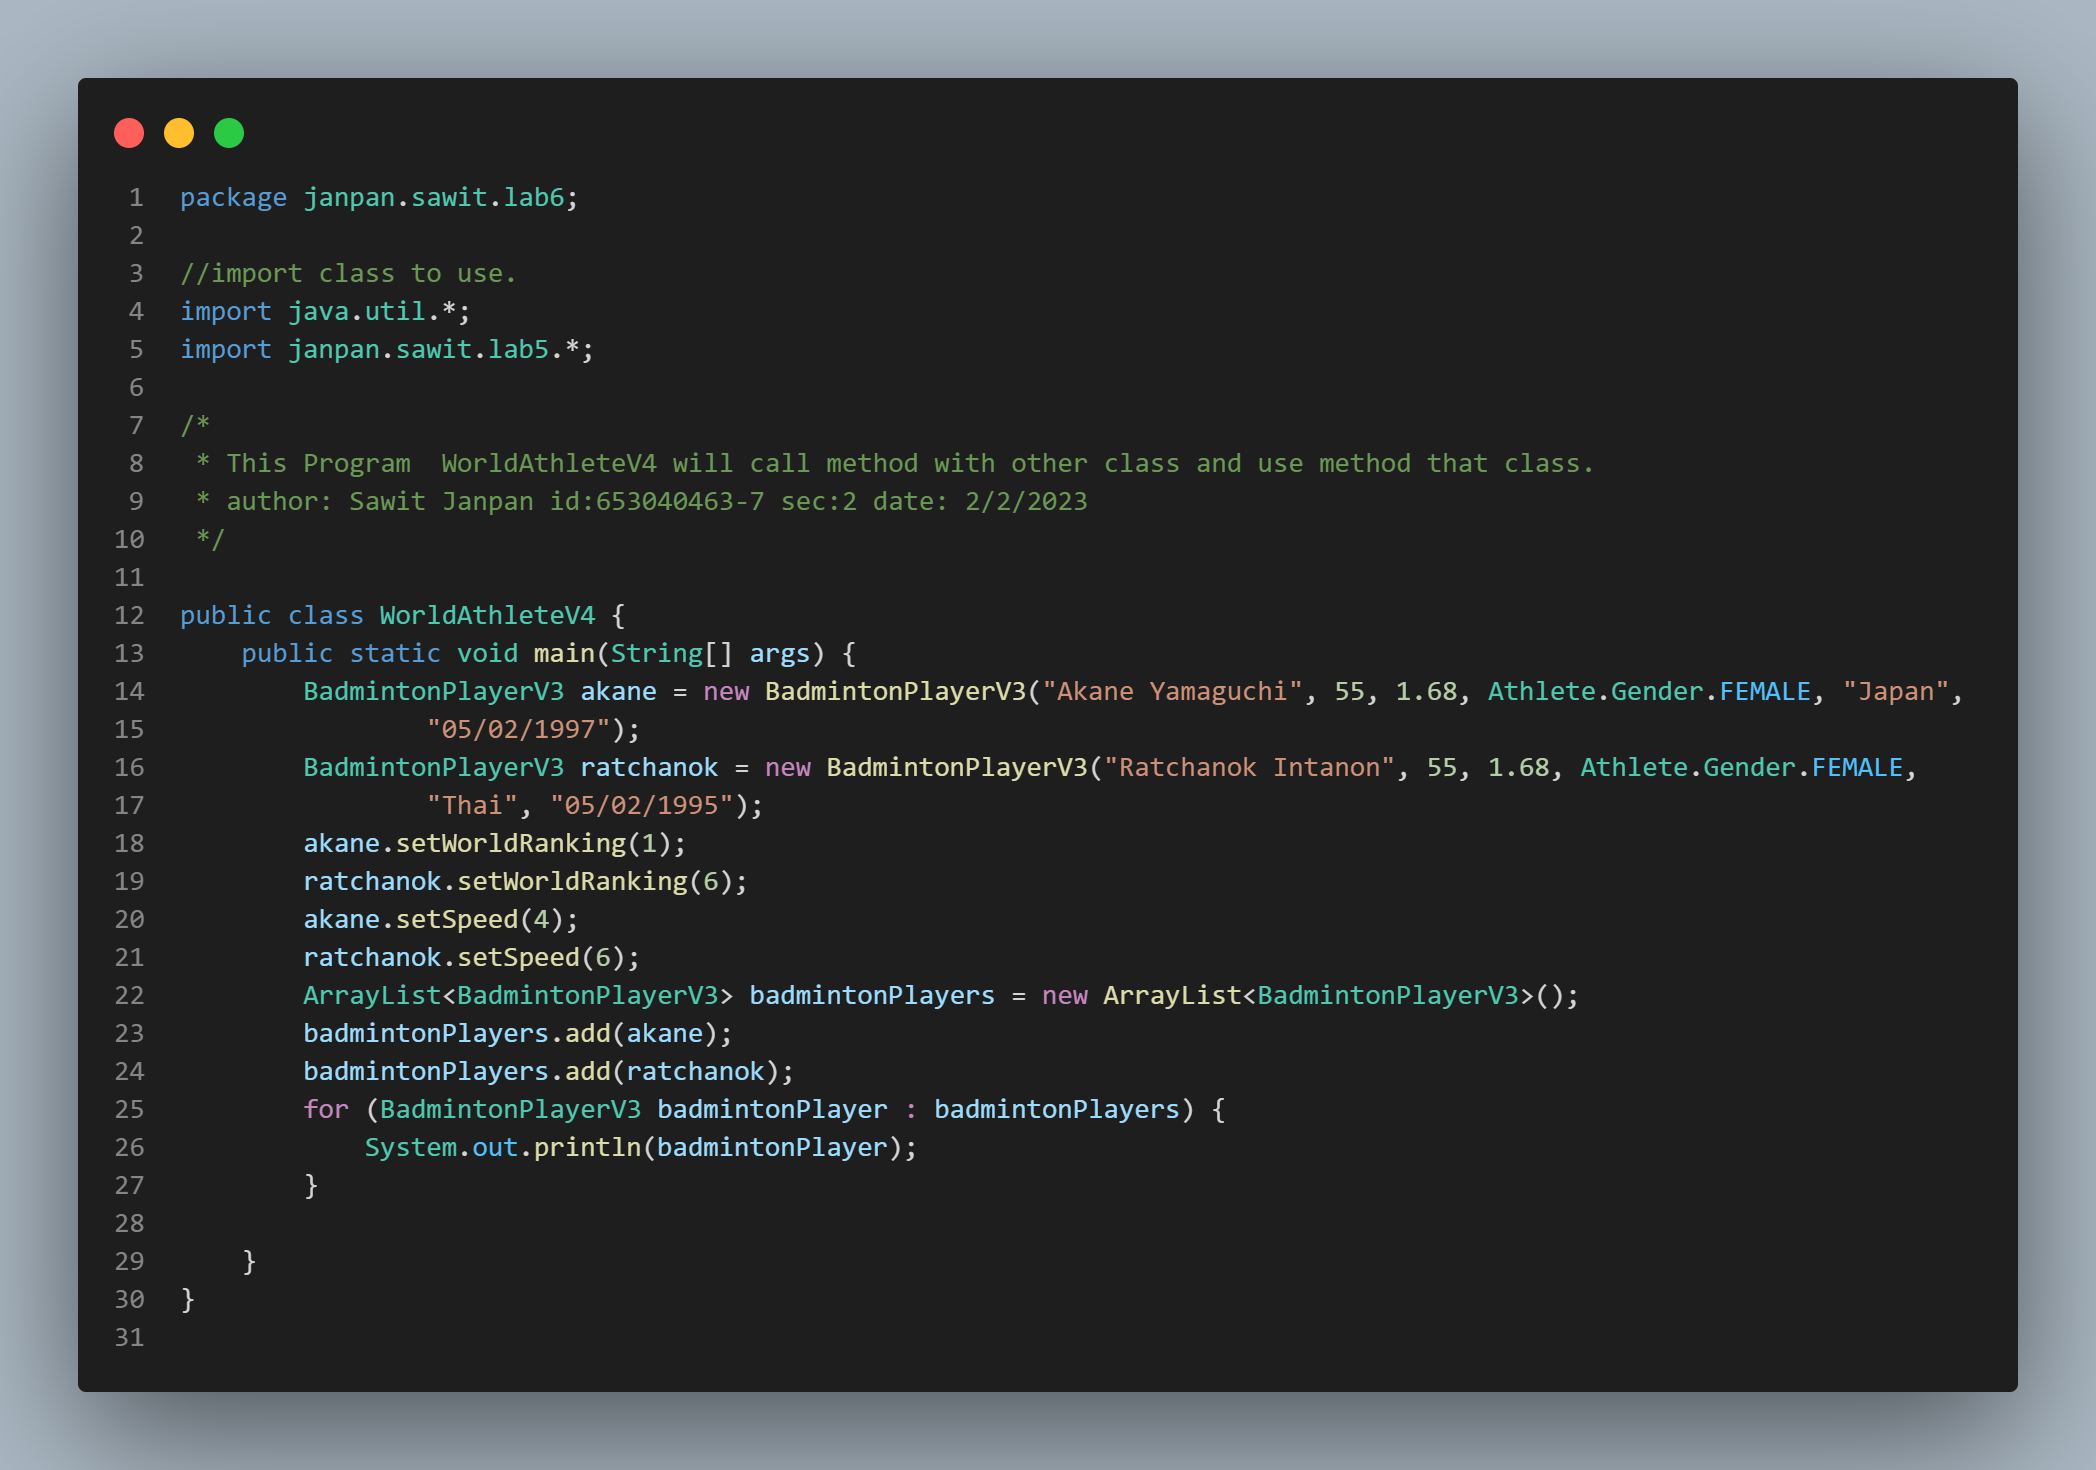 1 package janpan.sawit.lab6;
2
3 //import class to use.
4 import java.util.*;
5 import janpan.sawit.lab5.*;
6
7 /*
8  * This Program  WorldAthleteV4 will call method with other class and use method that class.
9  * author: Sawit Janpan id:653040463-7 sec:2 date: 2/2/2023
10  */
11
12 public class WorldAthleteV4 {
13     public static void main(String[] args) {
14         BadmintonPlayerV3 akane = new BadmintonPlayerV3("Akane Yamaguchi", 55, 1.68, Athlete.Gender.FEMALE, "Japan",
15                 "05/02/1997");
16         BadmintonPlayerV3 ratchanok = new BadmintonPlayerV3("Ratchanok Intanon", 55, 1.68, Athlete.Gender.FEMALE,
17                 "Thai", "05/02/1995");
18         akane.setWorldRanking(1);
19         ratchanok.setWorldRanking(6);
20         akane.setSpeed(4);
21         ratchanok.setSpeed(6);
22         ArrayList<BadmintonPlayerV3> badmintonPlayers = new ArrayList<BadmintonPlayerV3>();
23         badmintonPlayers.add(akane);
24         badmintonPlayers.add(ratchanok);
25         for (BadmintonPlayerV3 badmintonPlayer : badmintonPlayers) {
26             System.out.println(badmintonPlayer);
27         }
28
29     }
30 }
31